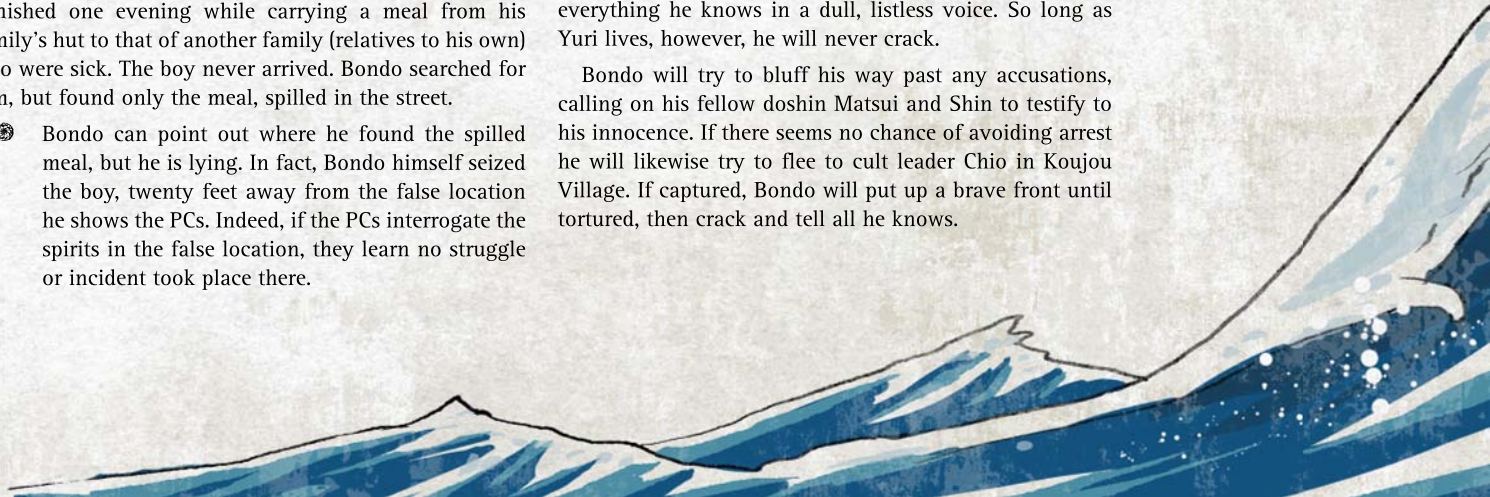 nished one evening while carrying a meal from his
mily's hut to that of another family (relatives to his own)
o were sick. The boy never arrived. Bondo searched for
, but found only the meal, spilled in the street.
Bondo can point out where he found the spilled
meal, but he is lying. In fact, Bondo himself seized
the boy, twenty feet away from the false location
he shows the PCs. Indeed, if the PCs interrogate the
spirits in the false location, they learn no struggle
or incident took place there.
everything he knows in a dull, listless voice. So long as
Yuri lives, however, he will never crack.
Bondo will try to bluff his way past any accusations,
calling on his fellow doshin Matsui and Shin to testify to
his innocence. If there seems no chance of avoiding arrest
he will likewise try to flee to cult leader Chio in Koujou
Village. If captured, Bondo will put up a brave front until
tortured, then crack and tell all he knows.